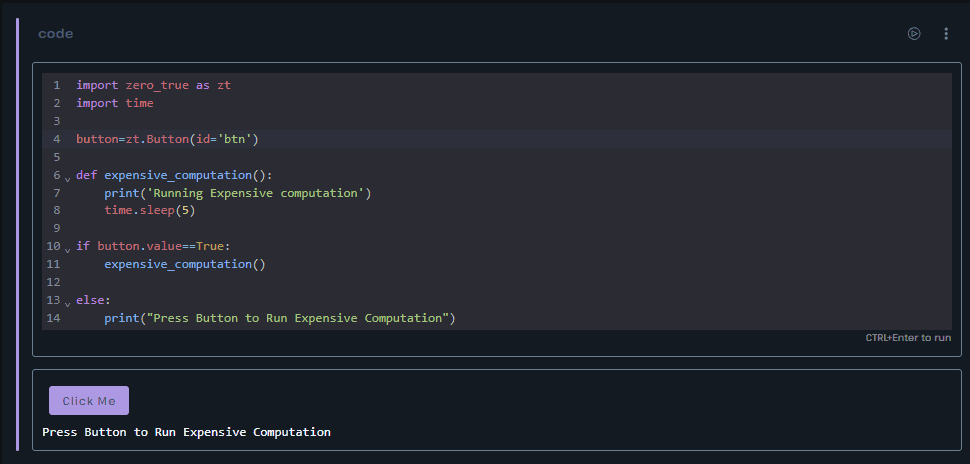 code
1 import zero_true as zt
2 import time
3
4 button=zt.Button(id='btn')
5
6 def expensive_computation():
7     print('Running Expensive computation')
8     time.sleep(5)
9
10 if button.value==True:
11     expensive_computation()
12
13 else:
14     print("Press Button to Run Expensive Computation")
CTRL+Enter to run
Click Me
Press Button to Run Expensive Computation